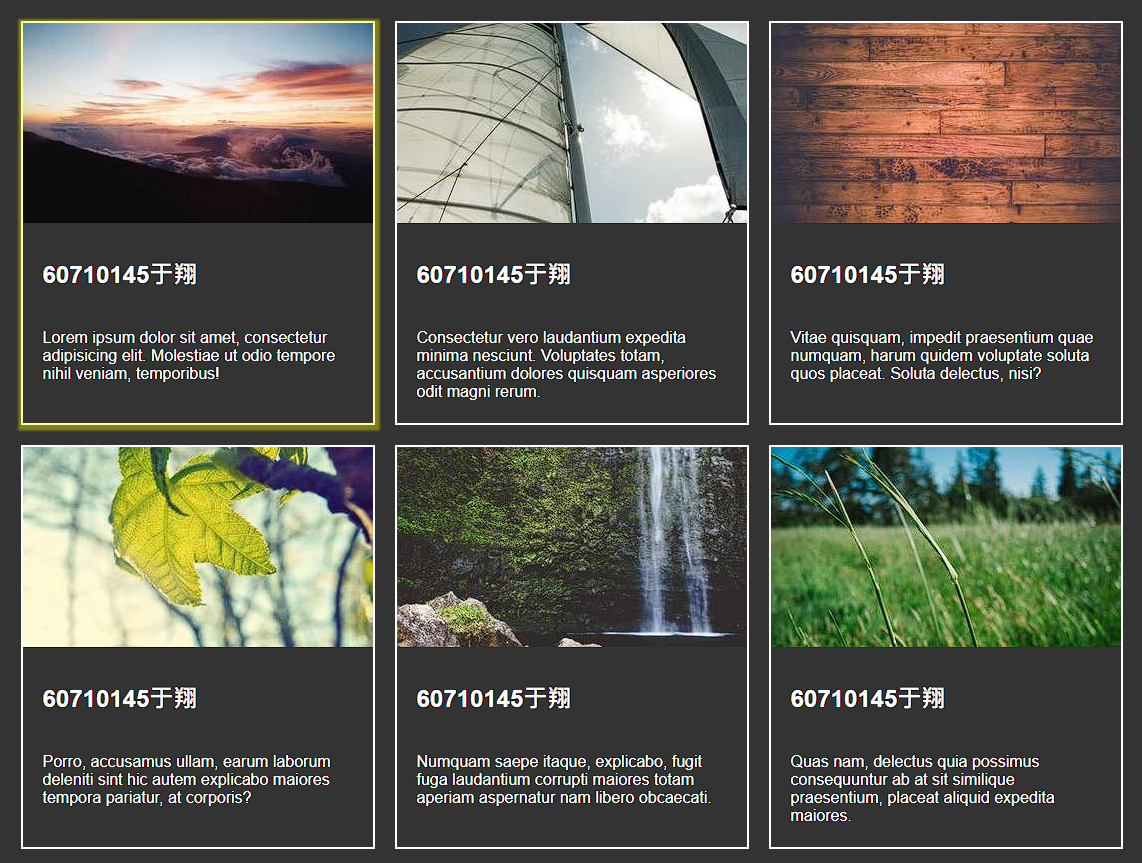 60710145于翔
Lorem ipsum dolor sit amet, consectetur
adipisicing elit. Molestiae ut odio tempore
nihil veniam, temporibus!
60710145于翔
Consectetur vero laudantium expedita
minima nesciunt. Voluptates totam,
accusantium dolores quisquam asperiores
odit magni rerum.
60710145于翔
Vitae quisquam, impedit praesentium quae
numquam, harum quidem voluptate soluta
quos placeat. Soluta delectus, nisi?
60710145于翔
Porro, accusamus ullam, earum laborum
deleniti sint hic autem explicabo maiores
tempora pariatur, at corporis?
60710145于翔
Numquam saepe itaque, explicabo, fugit
fuga laudantium corrupti maiores totam
aperiam aspernatur nam libero obcaecati.
60710145于翔
Quas nam, delectus quia possimus
consequuntur ab at sit similique
praesentium, placeat aliquid expedita
maiores.